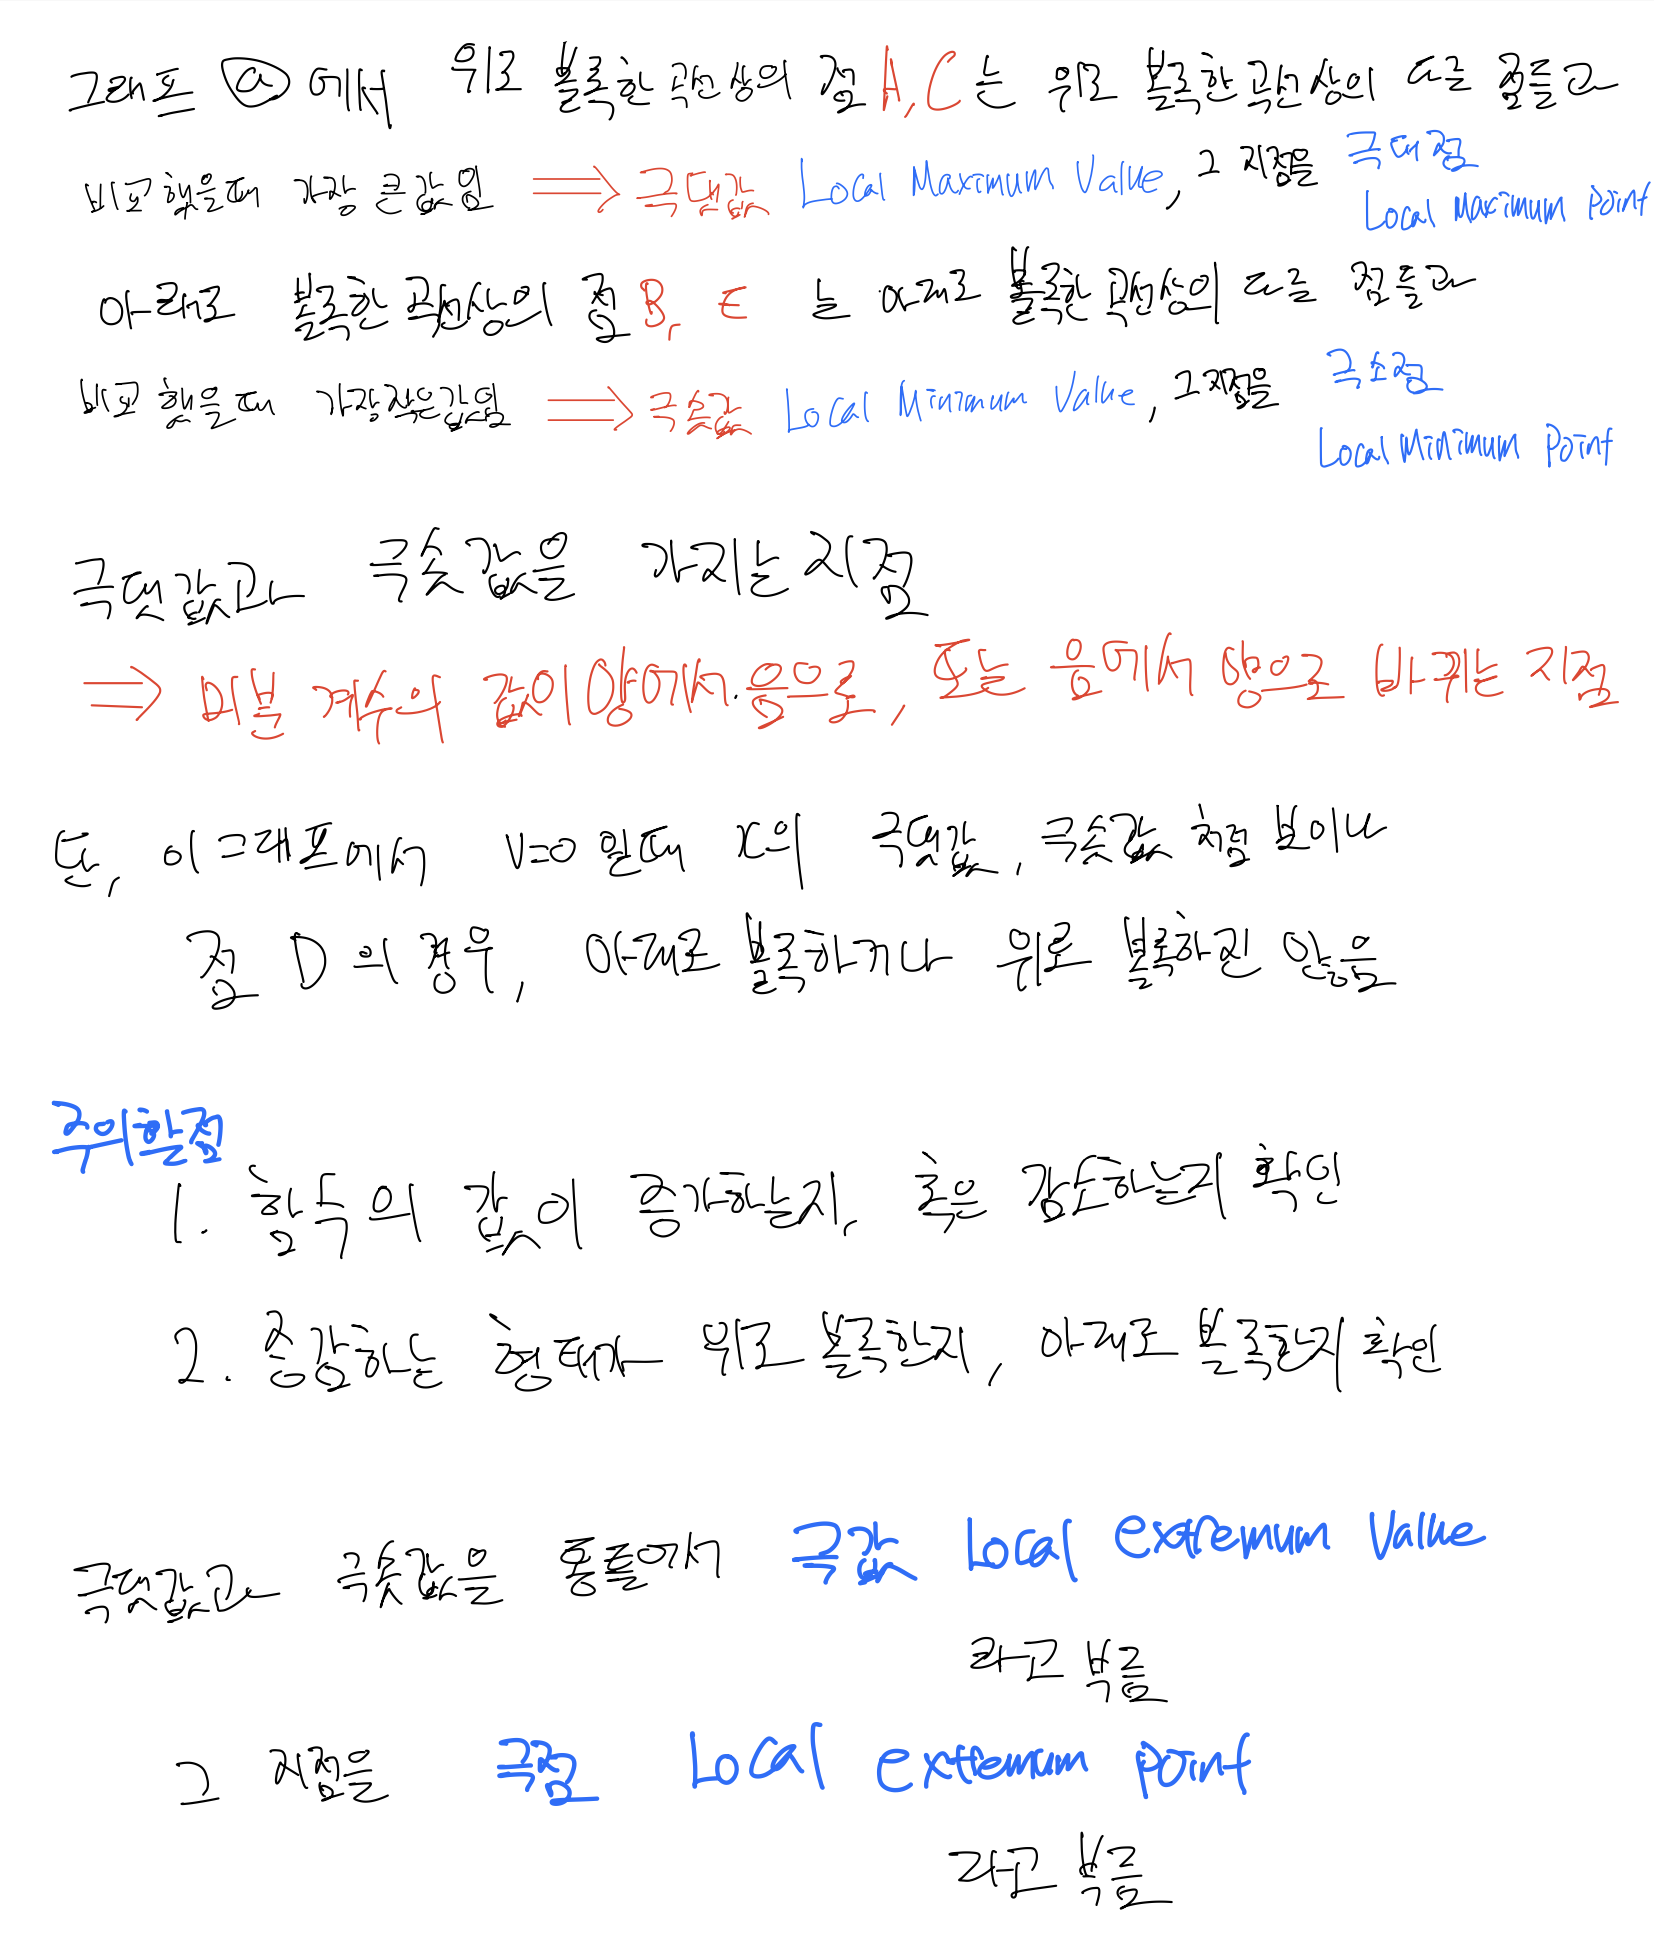 그래프 ⓐ 에서 위로 볼록한 곡선상의 점 A, C는 위로 볼록한 곡선상의 다른 점들과
비교 했을때 가장 큰값임 ⟹ 극댓값 Local Maximum Value, 그 지점을 극대점
Local Maximum Point
아래로 볼록한 곡선상의 점 B, E 는 아래로 볼록한 곡선상의 다른 점들과
비교 했을때 가장작은값임 ⟹ 극솟값 Local Minimum Value, 그지점을 극소점
Local Minimum Point
극댓값과 극솟값을 가지는 지점
⟹ 미분 계수의 값이 양에서 음으로, 또는 음에서 양으로 바뀌는 지점
단, 이 그래프에서 v=0 일때 x의 극댓값, 극솟값 처럼 보이나
점 D의 경우, 아래로 볼록하거나 위로 볼록하진 않음
주의할점
1. 함수의 값이 증가하는지, 혹은 감소하는지 확인
2. 증감하는 형태가 위로 볼록한지, 아래로 볼록한지 확인
극댓값과 극솟값을 통틀어서 극값 Local extremum Value
라고 부름
그 지점을 극점 Local extremum point
라고 부름